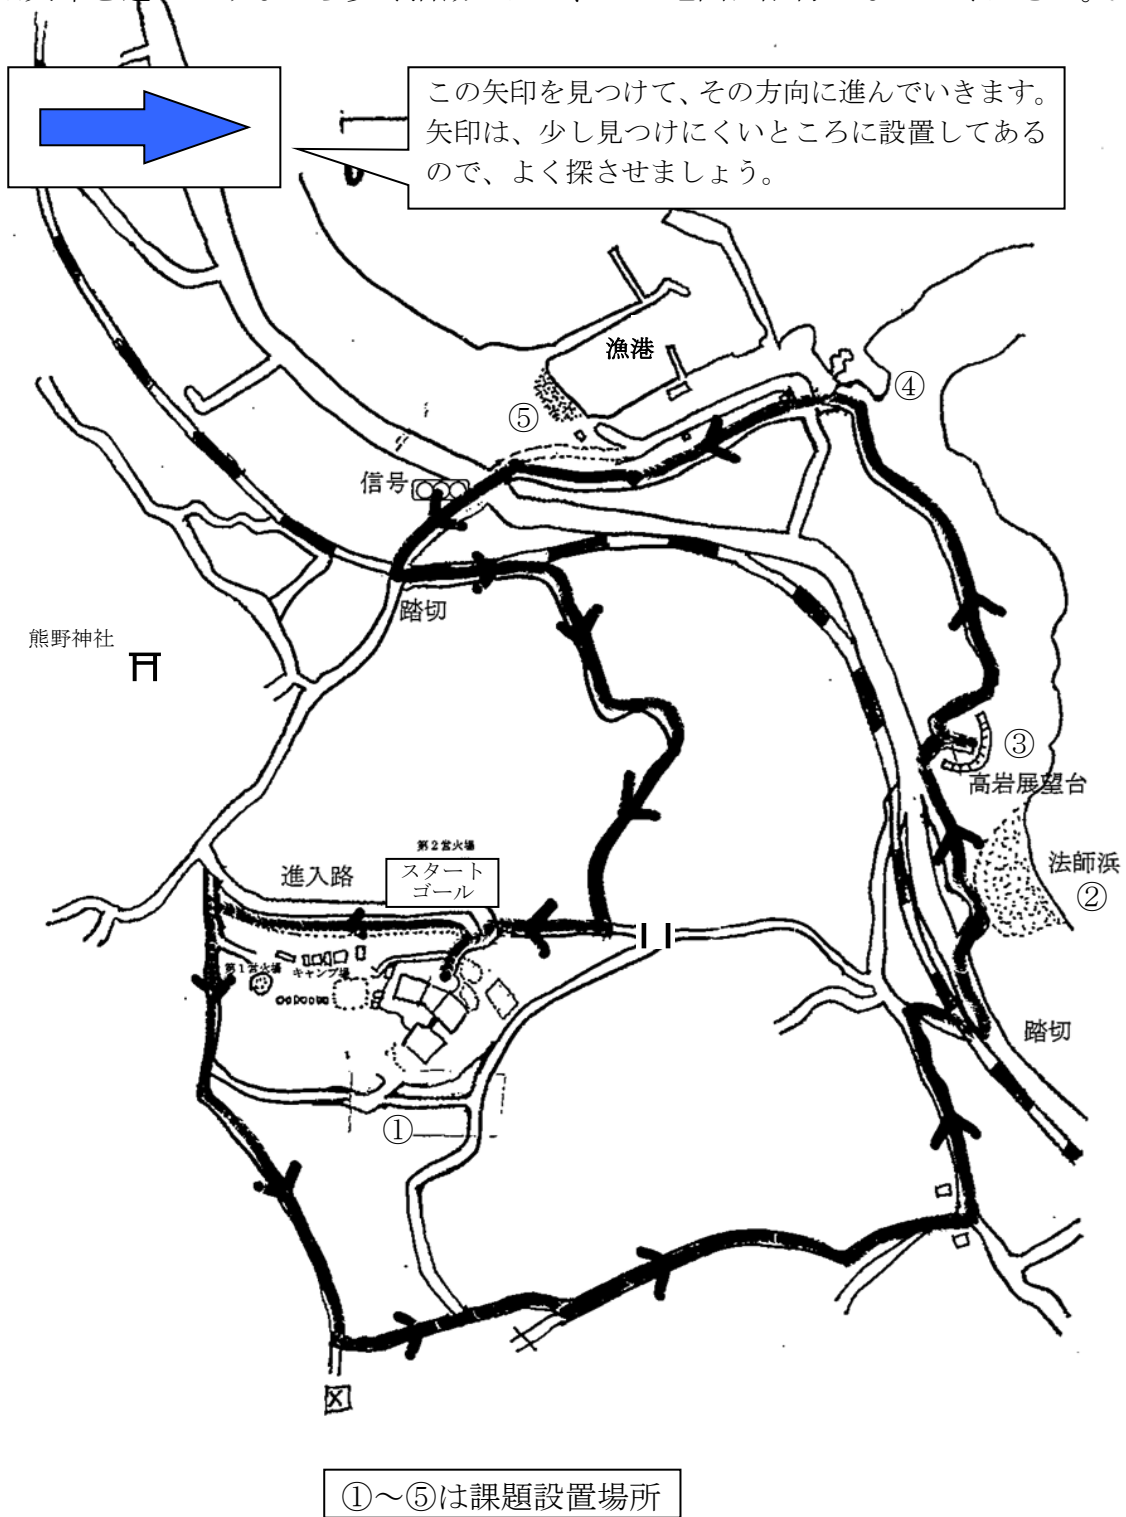 この矢印を見つけて、その方向に進んでいきます。
矢印は、少し見つけにくいところに設置してある
ので、よく探させましょう。
漁港
④
⑤
信号
踏切
熊野神社
③
高岩展望台
第2営火場
スタート
ゴール
進入路
法師浜
②
第1営火場
キャンプ場
踏切
①
①～⑤は課題設置場所